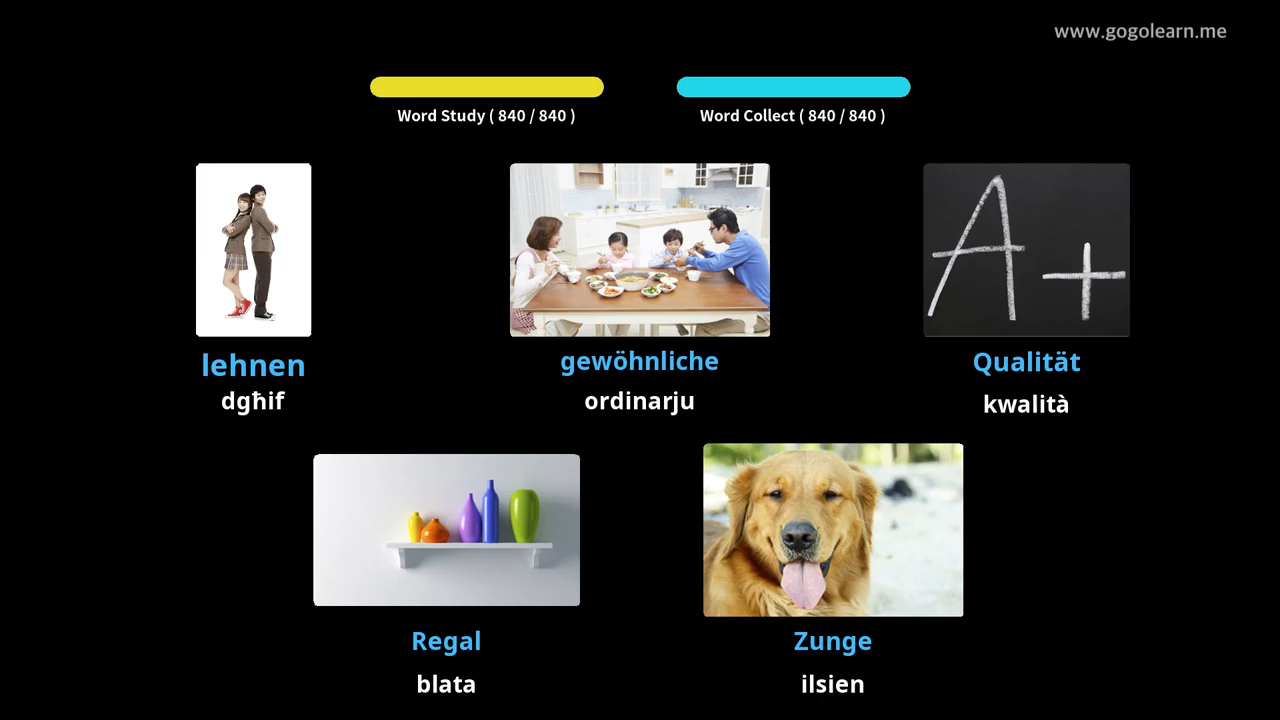 www.gogolearn.me
Word Study ( 840 / 840 )
Word Collect ( 840 / 840 )
A+
lehnen
dgħif
gewöhnliche
ordinarju
Qualität
kwalità
Regal
blata
Zunge
ilsien